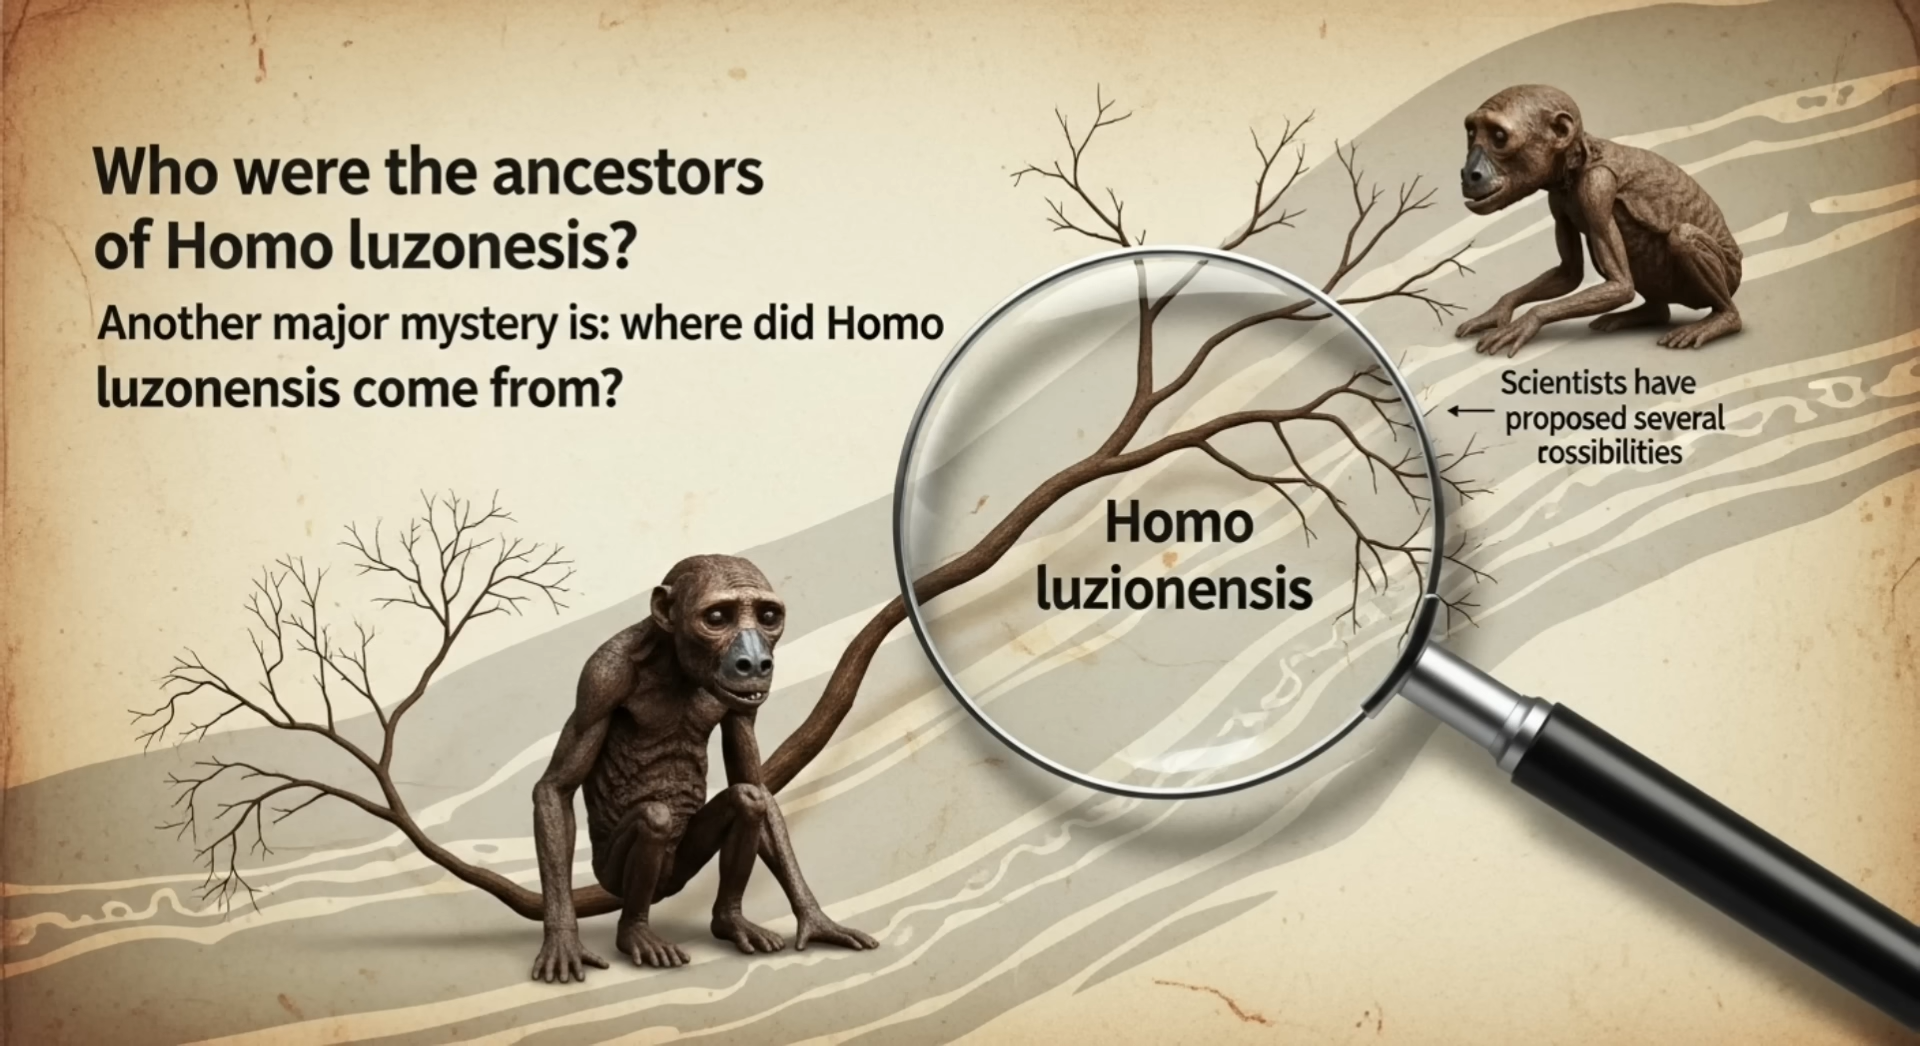 Who were the ancestors
of Homo luzonesis?
Another major mystery is: where did Homo
luzonensis come from?
Scientists have
proposed several
rossibilities
Homo
luzionensis